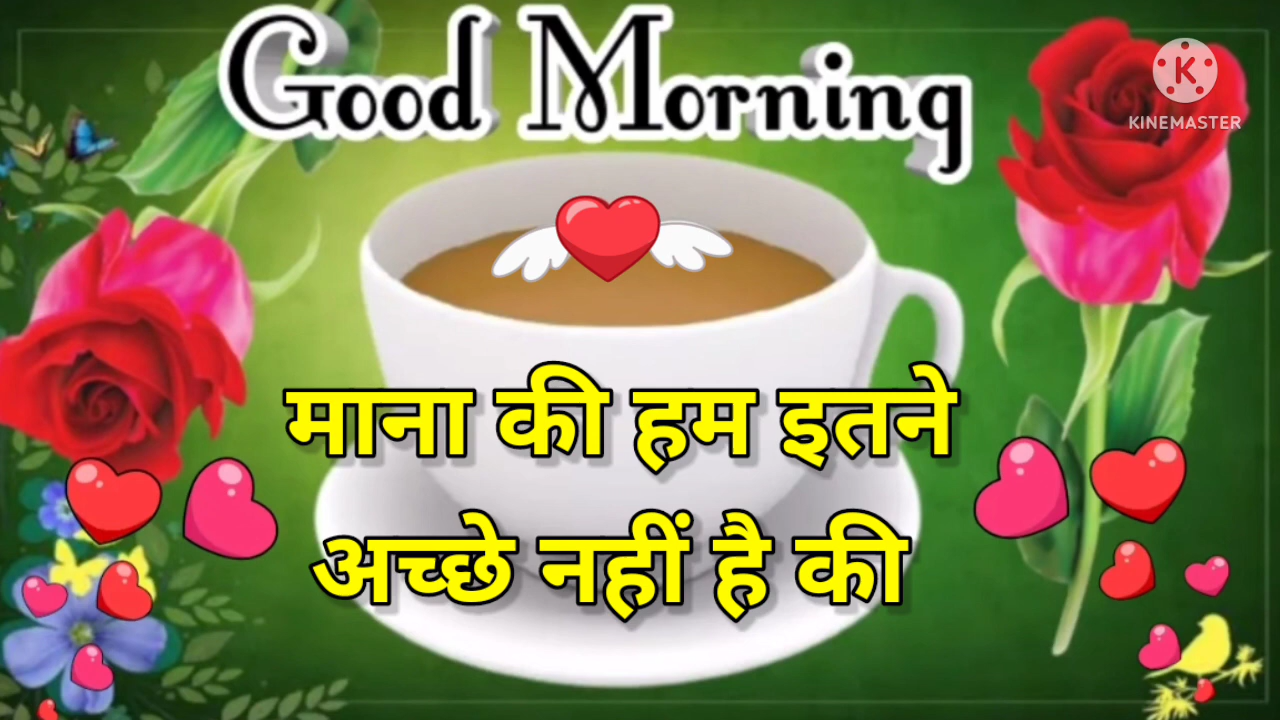 Good Morning
K
KINEMASTER
माना की हम इतने
अच्छे नहीं है की